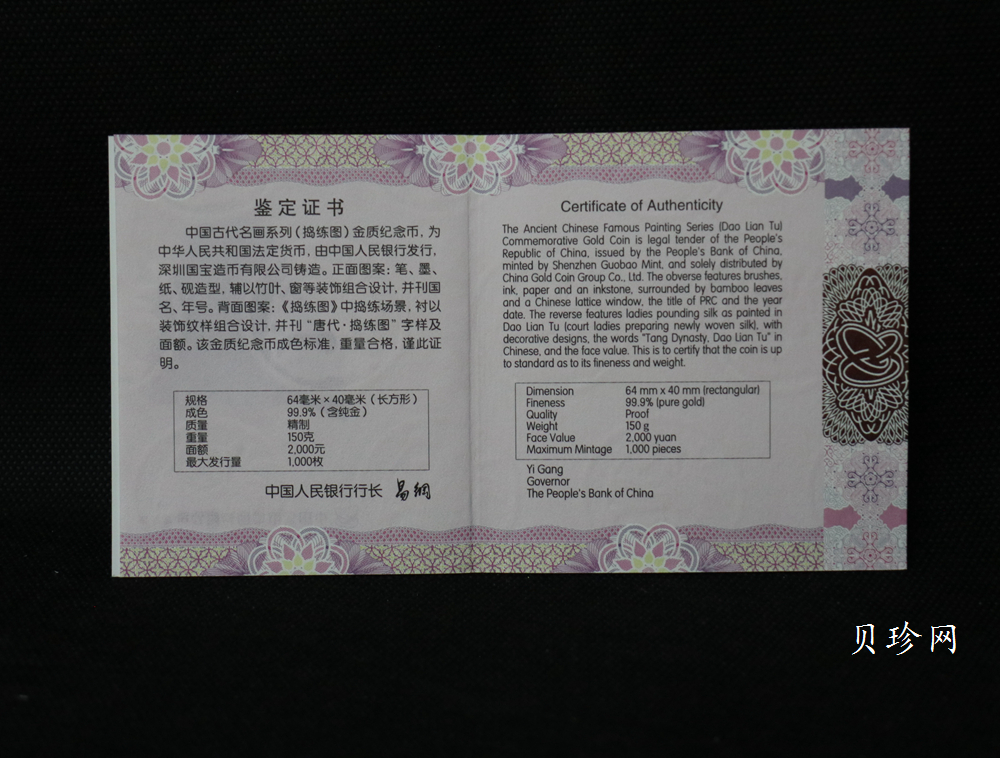 鉴定证书
中国古代名画系列（捣练图）金质纪念币，为
中华人民共和国法定货币，由中国人民银行发行，
深圳国宝造币有限公司铸造。正面图案：笔、墨、
纸、砚造型，辅以竹叶、窗等装饰组合设计，并刊国
名、年号。背面图案：《捣练图》中捣练场景，衬以
装饰纹样组合设计，并刊“唐代·捣练图”字样及
面额。该金质纪念币成色标准，重量合格，谨此证
明。
规格 64毫米×40毫米（长方形）
成色 99.9%（含纯金）
质量 精制
重量 150克
面额 2,000元
最大发行量 1,000枚
中国人民银行行长 易纲
Certificate of Authenticity
The Ancient Chinese Famous Painting Series (Dao Lian Tu)
Commemorative Gold Coin is legal tender of the People's
Republic of China, issued by the People's Bank of China,
minted by Shenzhen Guobao Mint, and solely distributed by
China Gold Coin Group Co., Ltd. The obverse features brushes,
ink, paper and an inkstone, surrounded by bamboo leaves
and a Chinese lattice window, the title of PRC and the year
date. The reverse features ladies pounding silk as painted in
Dao Lian Tu (court ladies preparing newly woven silk), with
decorative designs, the words "Tang Dynasty, Dao Lian Tu" in
Chinese, and the face value. This is to certify that the coin is up
to standard as to its fineness and weight.
Dimension 64 mm x 40 mm (rectangular)
Fineness 99.9% (pure gold)
Quality Proof
Weight 150 g
Face Value 2,000 yuan
Maximum Mintage 1,000 pieces
Yi Gang
Governor
The People's Bank of China
贝珍网